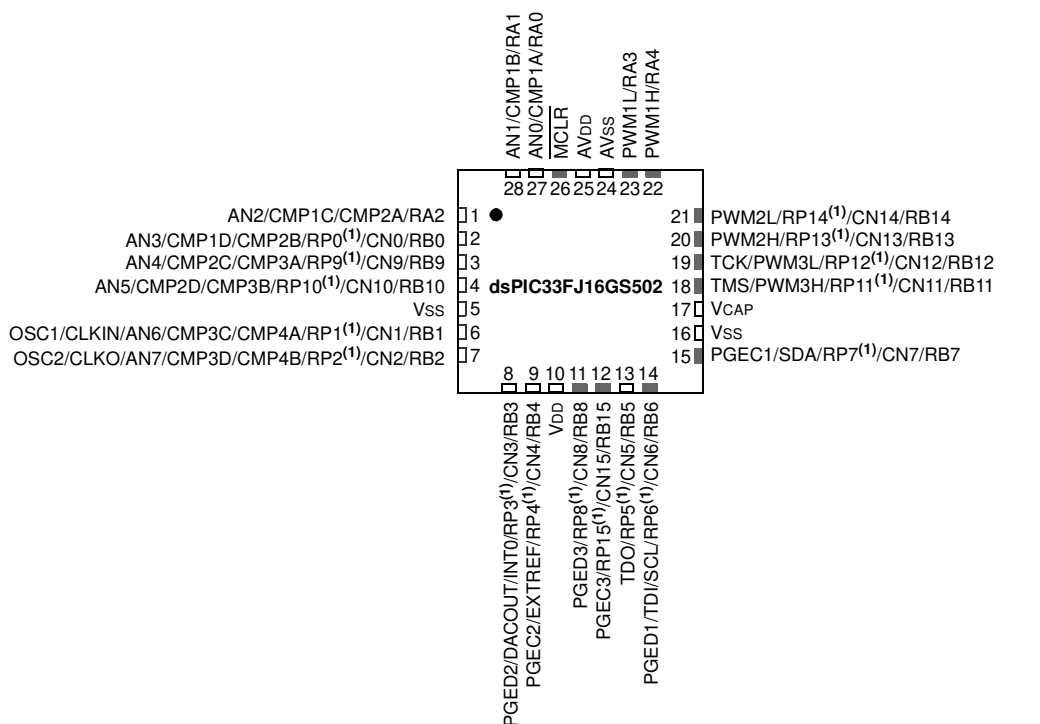 AN1/CMP1B/RA1
AN0/CMP1A/RA0
MCLR
AVDD
AVSS
PWM1L/RA3
PWM1H/RA4
28 27 26 25 24 23 22
AN2/CMP1C/CMP2A/RA2 1
AN3/CMP1D/CMP2B/RP0(1)/CN0/RB0 2
AN4/CMP2C/CMP3A/RP9(1)/CN9/RB9 3
AN5/CMP2D/CMP3B/RP10(1)/CN10/RB10 4
VSS 5
OSC1/CLKIN/AN6/CMP3C/CMP4A/RP1(1)/CN1/RB1 6
OSC2/CLKO/AN7/CMP3D/CMP4B/RP2(1)/CN2/RB2 7
dsPIC33FJ16GS502
21 PWM2L/RP14(1)/CN14/RB14
20 PWM2H/RP13(1)/CN13/RB13
19 TCK/PWM3L/RP12(1)/CN12/RB12
18 TMS/PWM3H/RP11(1)/CN11/RB11
17 VCAP
16 VSS
15 PGEC1/SDA/RP7(1)/CN7/RB7
8 9 10 11 12 13 14
PGED2/DACOUT/INT0/RP3(1)/CN3/RB3
PGEC2/EXTREF/RP4(1)/CN4/RB4
VDD
PGED3/RP8(1)/CN8/RB8
PGEC3/RP15(1)/CN15/RB15
TDO/RP5(1)/CN5/RB5
PGED1/TDI/SCL/RP6(1)/CN6/RB6